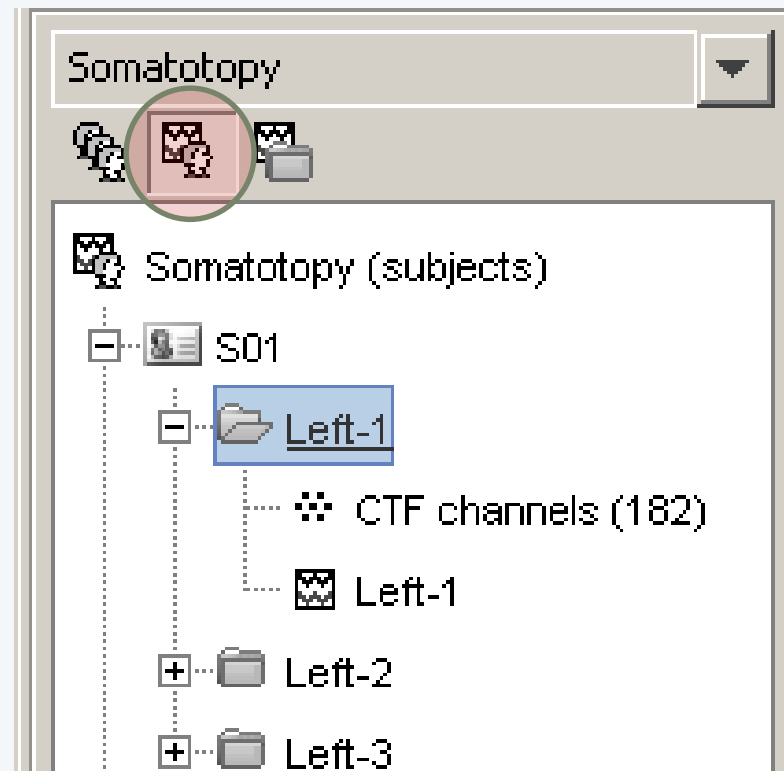 Somatotopy
Somatotopy (subjects)
S01
Left-1
CTF channels (182)
Left-1
Left-2
Left-3